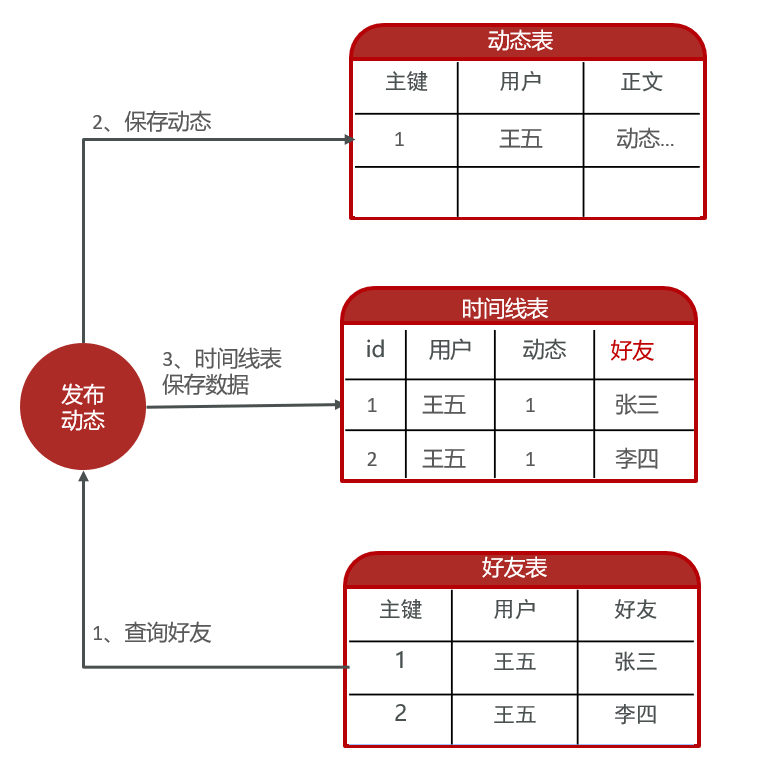 动态表
主键 用户 正文
2、保存动态
1 王五 动态...
时间线表
id 用户 动态 好友
3、时间线表
保存数据
1 王五 1 张三
2 王五 1 李四
发布
动态
好友表
主键 用户 好友
1、查询好友
1 王五 张三
2 王五 李四